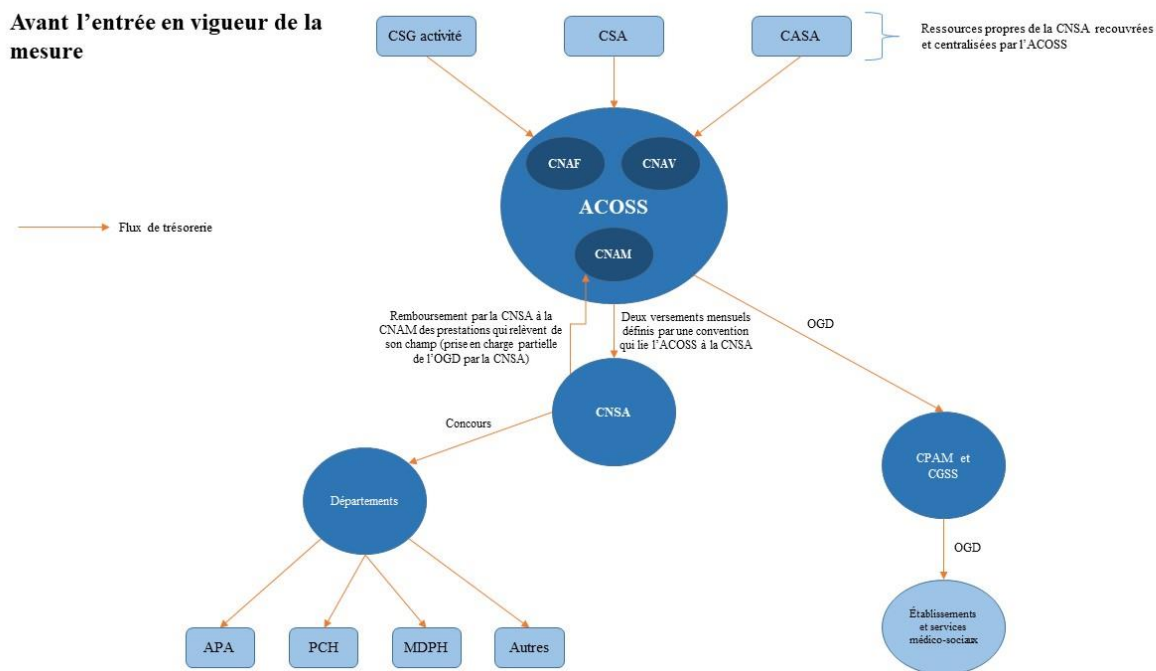 Avant l'entrée en vigueur de la
mesure
CSG activité
CSA
CASA
Ressources propres de la CNSA recouvrées
et centralisées par l'ACOSS
CNAF
CNAV
ACOSS
CNAM
Flux de trésorerie
Remboursement par la CNSA à la
CNAM des prestations qui relèvent de
son champ (prise en charge partielle
de l'OGD par la CNSA)
Deux versements mensuels
définis par une convention
qui lie l'ACOSS à la CNSA
OGD
CNSA
Concours
CPAM et
CGSS
Départements
OGD
Établissements
et services
médico-sociaux
APA
PCH
MDPH
Autres